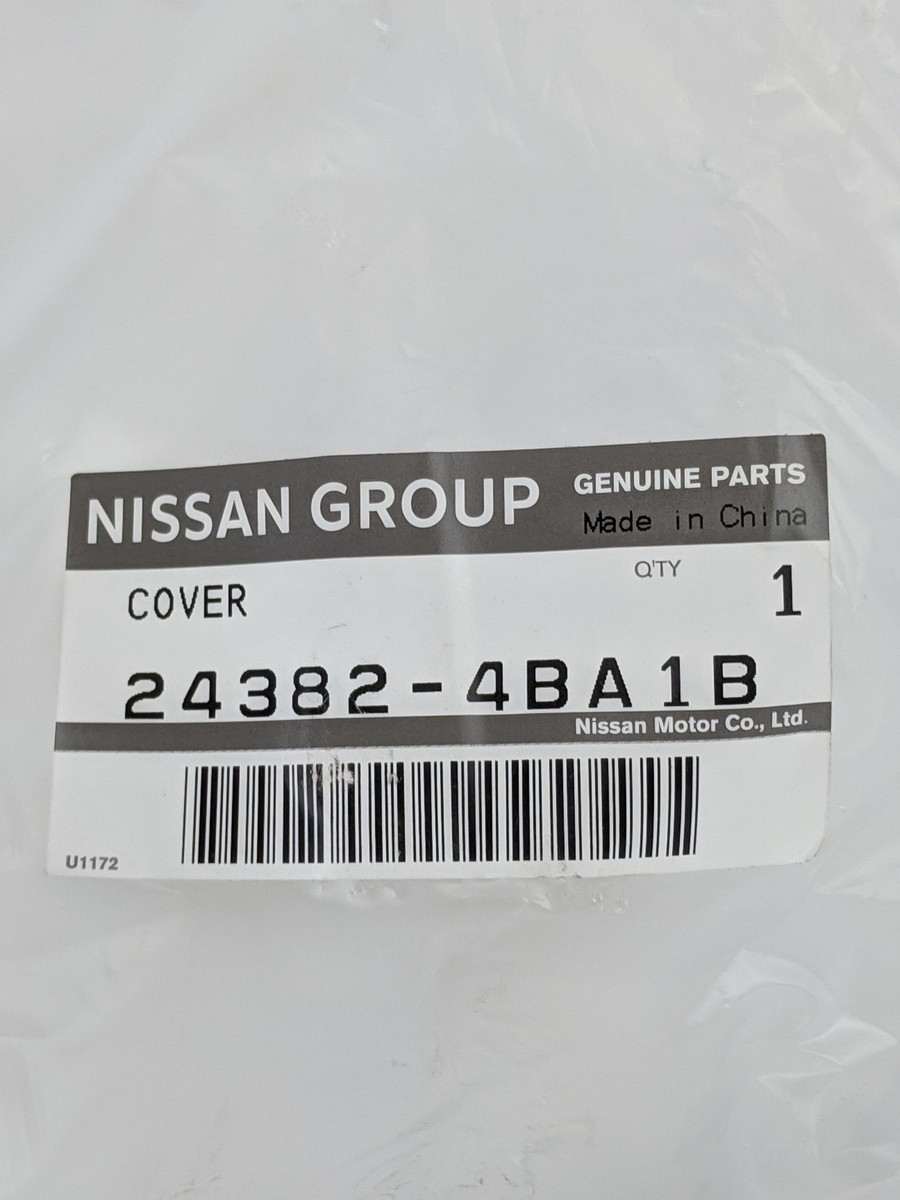 NISSAN GROUP
GENUINE PARTS
Made in China
COVER
Q'TY
1
24382-4BA1B
Nissan Motor Co., Ltd.
U1172